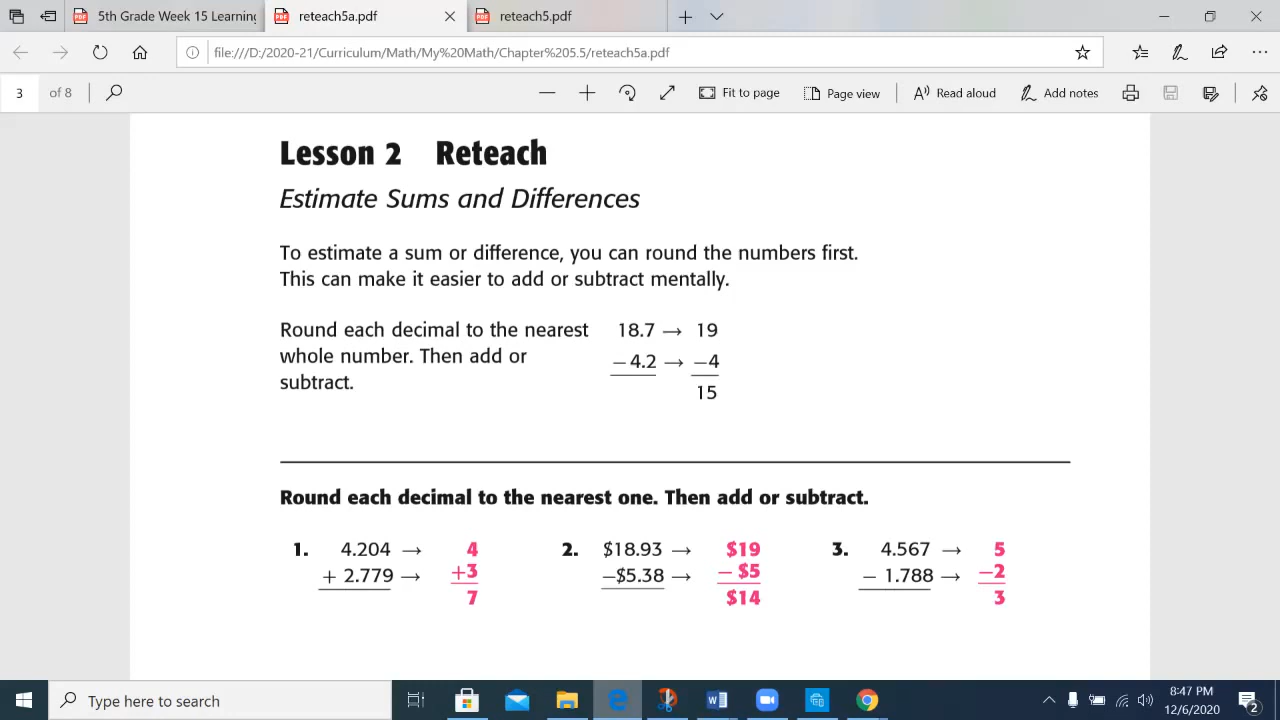 5th Grade Week 15 Learning
reteach5a.pdf
reteach5.pdf
file:///D:/2020-21/Curriculum/Math/My%20Math/Chapter%205.5/reteach5a.pdf
3 of 8
Fit to page
Page view
Read aloud
Add notes
Lesson 2 Reteach
Estimate Sums and Differences
To estimate a sum or difference, you can round the numbers first.
This can make it easier to add or subtract mentally.
Round each decimal to the nearest 18.7 → 19
whole number. Then add or − 4.2 → −4
subtract. 15
Round each decimal to the nearest one. Then add or subtract.
1. 4.204 → 4 2. $18.93 → $19 3. 4.567 → 5
+ 2.779 → +3 −$5.38 → − $5 − 1.788 → −2
7 $14 3
Type here to search
8:47 PM
12/6/2020
2